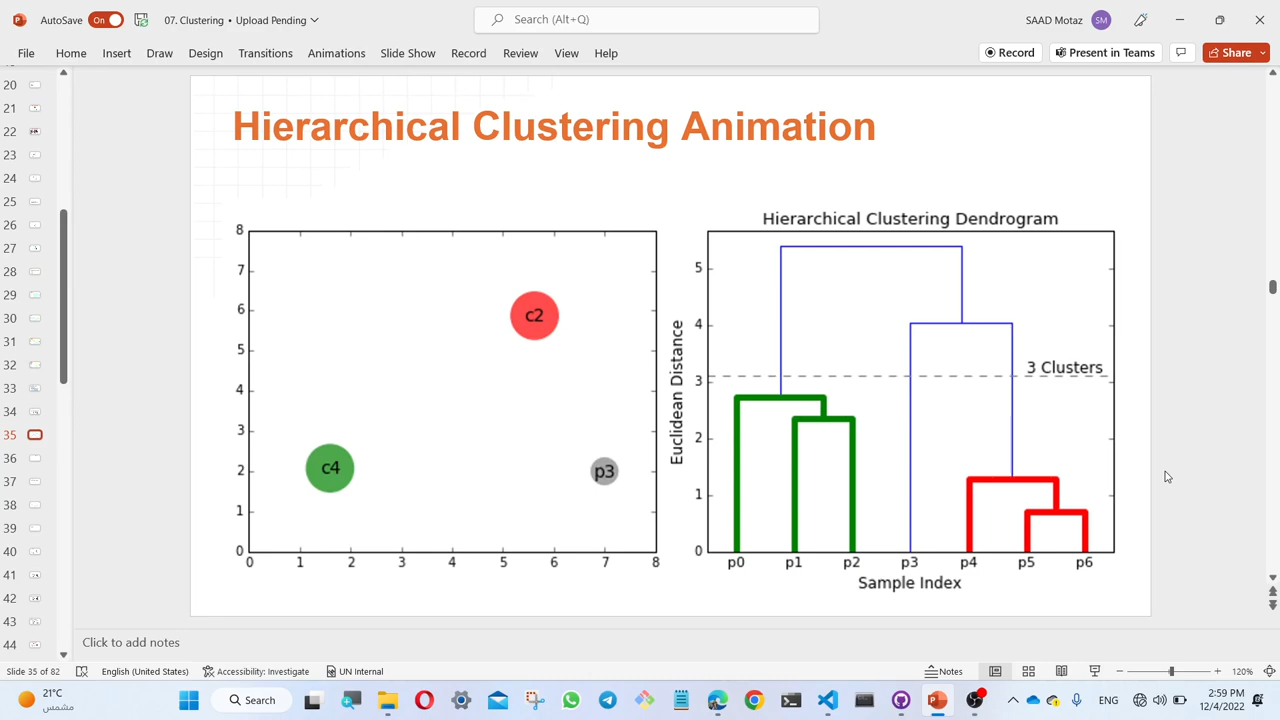 AutoSave On 07. Clustering • Upload Pending Search (Alt+Q) SAAD Motaz SM
File Home Insert Draw Design Transitions Animations Slide Show Record Review View Help Record Present in Teams Share
20
21
22
23
24
25
26
27
28
29
30
31
32
33
34
35
36
37
38
39
40
41
42
43
44
Hierarchical Clustering Animation
8
7
6
5
4
3
2
1
0
0 1 2 3 4 5 6 7 8
c2
c4
p3
Hierarchical Clustering Dendrogram
Euclidean Distance
5
4
3
2
1
0
3 Clusters
p0 p1 p2 p3 p4 p5 p6
Sample Index
Click to add notes
Slide 35 of 82 English (United States) Accessibility: Investigate UN Internal Notes 120%
21°C
مشمس
Search
ENG
2:59 PM
12/4/2022